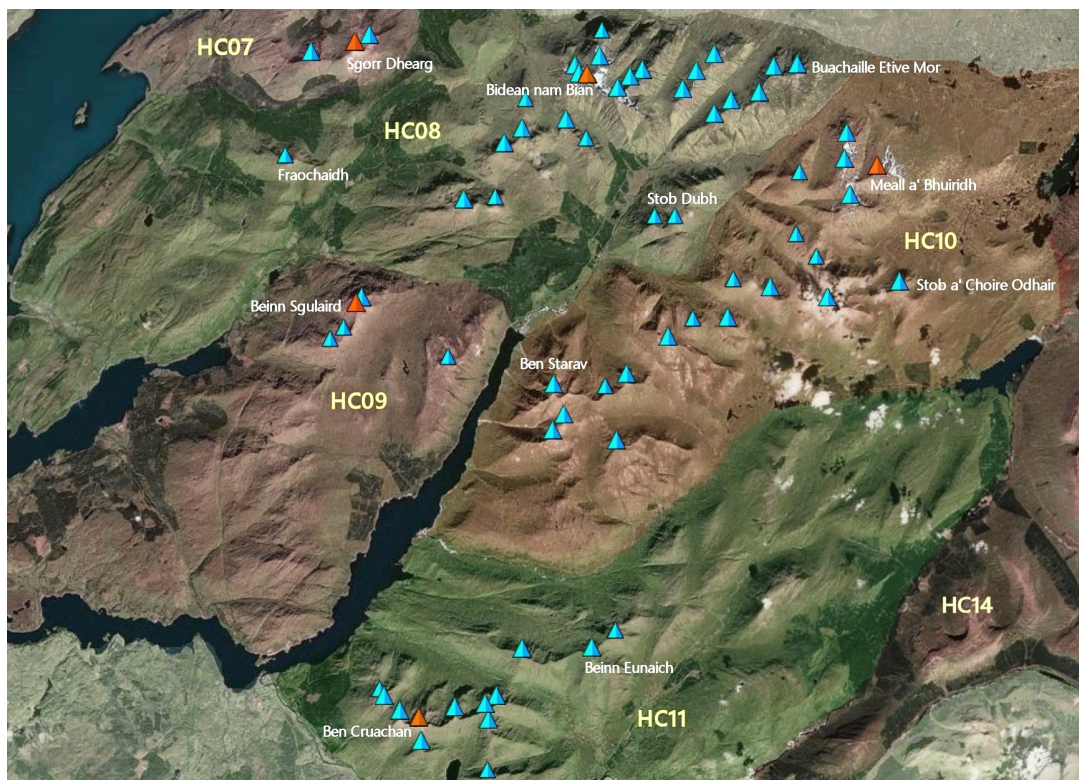 HC07
Sgorr Dhearg
Bidean nam Bian
Buachaille Etive Mor
HC08
Fraochaidh
Meall a' Bhuiridh
Stob Dubh
HC10
Stob a' Choire Odhair
Beinn Sgulaird
Ben Starav
HC09
HC14
Beinn Eunaich
HC11
Ben Cruachan